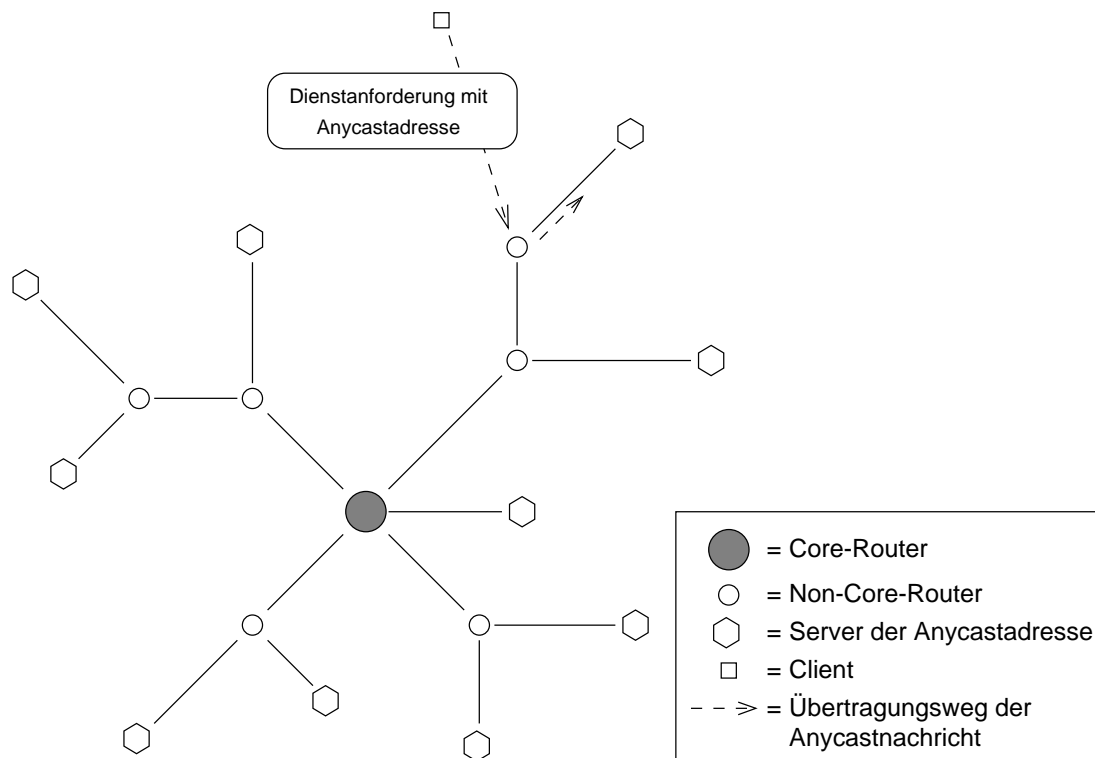 Dienstanforderung mit
Anycastadresse
= Core-Router
= Non-Core-Router
= Server der Anycastadresse
= Client
= Übertragungsweg der
Anycastnachricht